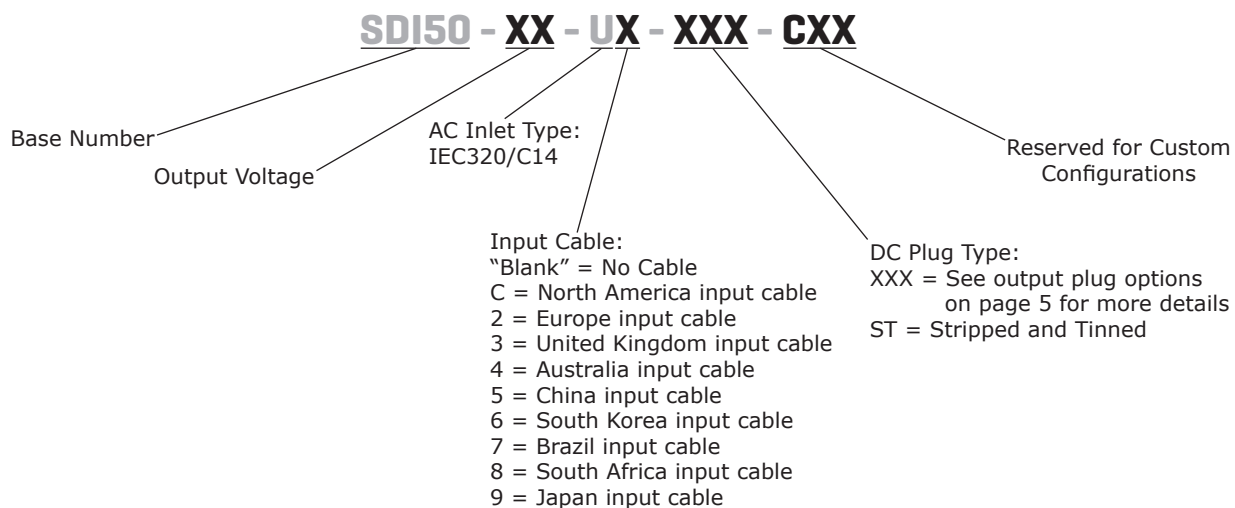 SDI50 - XX - UX - XXX - CXX
Base Number
Output Voltage
AC Inlet Type:
IEC320/C14
Input Cable:
“Blank” = No Cable
C = North America input cable
2 = Europe input cable
3 = United Kingdom input cable
4 = Australia input cable
5 = China input cable
6 = South Korea input cable
7 = Brazil input cable
8 = South Africa input cable
9 = Japan input cable
DC Plug Type:
XXX = See output plug options
on page 5 for more details
ST = Stripped and Tinned
Reserved for Custom
Configurations